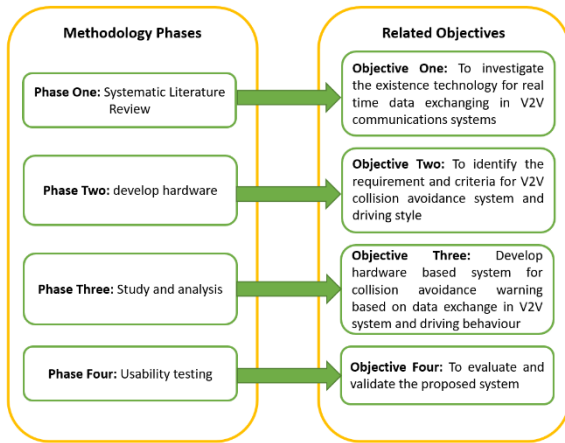 Methodology Phases
Related Objectives
Phase One: Systematic Literature
Review
Objective One: To investigate
the existence technology for real
time data exchanging in V2V
communications systems
Phase Two: develop hardware
Objective Two: To identify the
requirement and criteria for V2V
collision avoidance system and
driving style
Phase Three: Study and analysis
Objective Three: Develop
hardware based system for
collision avoidance warning
based on data exchange in V2V
system and driving behaviour
Phase Four: Usability testing
Objective Four: To evaluate and
validate the proposed system